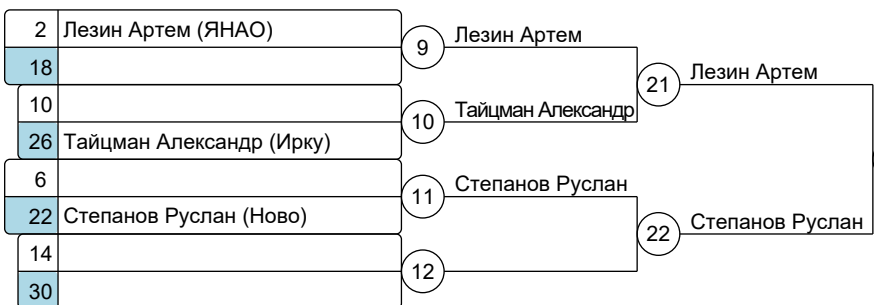 2 Лезин Артем (ЯНАО)
9 Лезин Артем
18
21 Лезин Артем
10
10 Тайцман Александр
26 Тайцман Александр (Ирку)
6
11 Степанов Руслан
22 Степанов Руслан (Ново)
22 Степанов Руслан
14
12
30